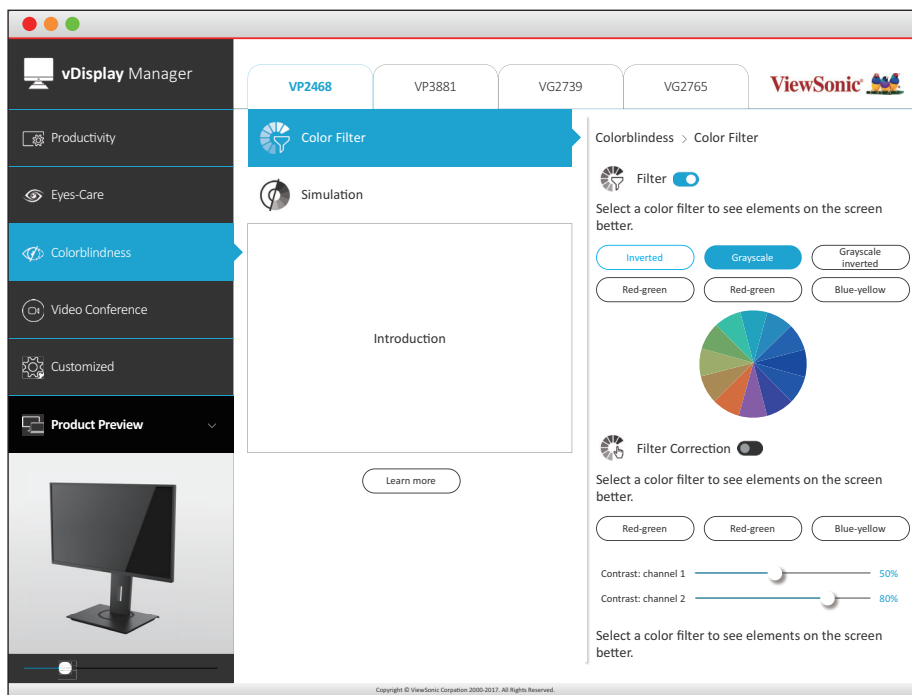 vDisplay Manager
VP2468
VP3881
VG2739
VG2765
ViewSonic
Productivity
Eyes-Care
Colorblindness
Video Conference
Customized
Product Preview
Color Filter
Simulation
Introduction
Learn more
Colorblindness > Color Filter
Filter
Select a color filter to see elements on the screen
better.
Inverted
Grayscale
Grayscale
inverted
Red-green
Red-green
Blue-yellow
Filter Correction
Select a color filter to see elements on the screen
better.
Red-green
Red-green
Blue-yellow
Contrast: channel 1
50%
Contrast: channel 2
80%
Select a color filter to see elements on the screen
better.
Copyright © ViewSonic Corpation 2000-2017. All Rights Reserved.